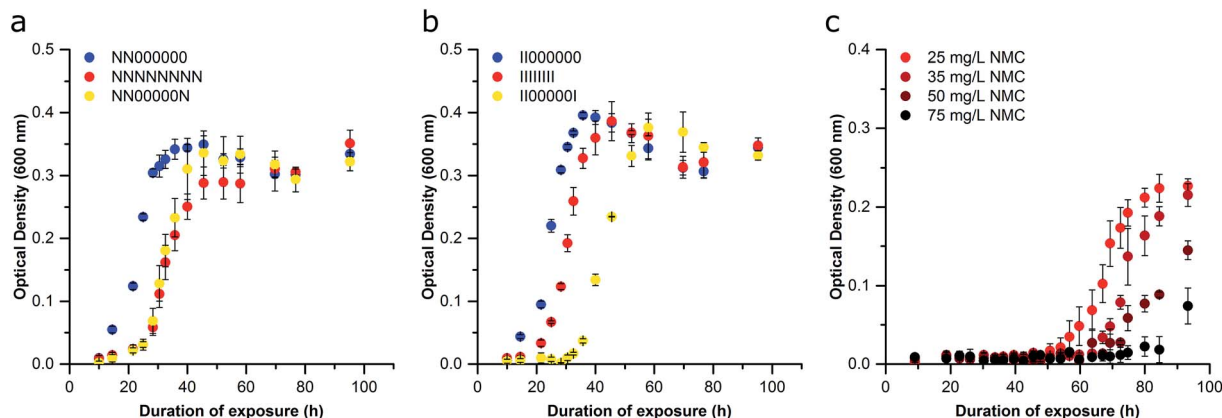 a
0.5
0.4
0.3
0.2
0.1
0.0
Optical Density (600 nm)
NN000000
NNNNNNNN
NN00000N
0 20 40 60 80 100
Duration of exposure (h)
b
0.5
0.4
0.3
0.2
0.1
0.0
Optical Density (600 nm)
II000000
IIIIIIII
II00000I
0 20 40 60 80 100
Duration of exposure (h)
c
0.4
0.3
0.2
0.1
0.0
Optical Density (600 nm)
25 mg/L NMC
35 mg/L NMC
50 mg/L NMC
75 mg/L NMC
0 20 40 60 80 100
Duration of exposure (h)